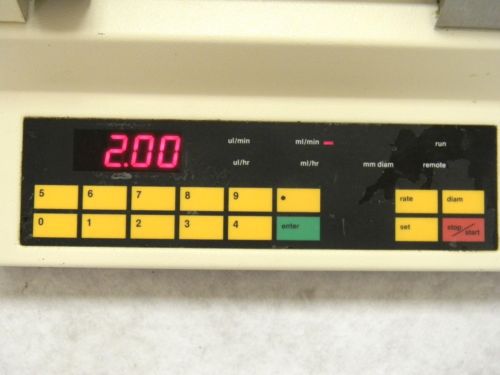 2.00
ul/min ml/min run
ul/hr ml/hr mm diam remote
5 6 7 8 9 • rate diam
0 1 2 3 4 enter set stop/start